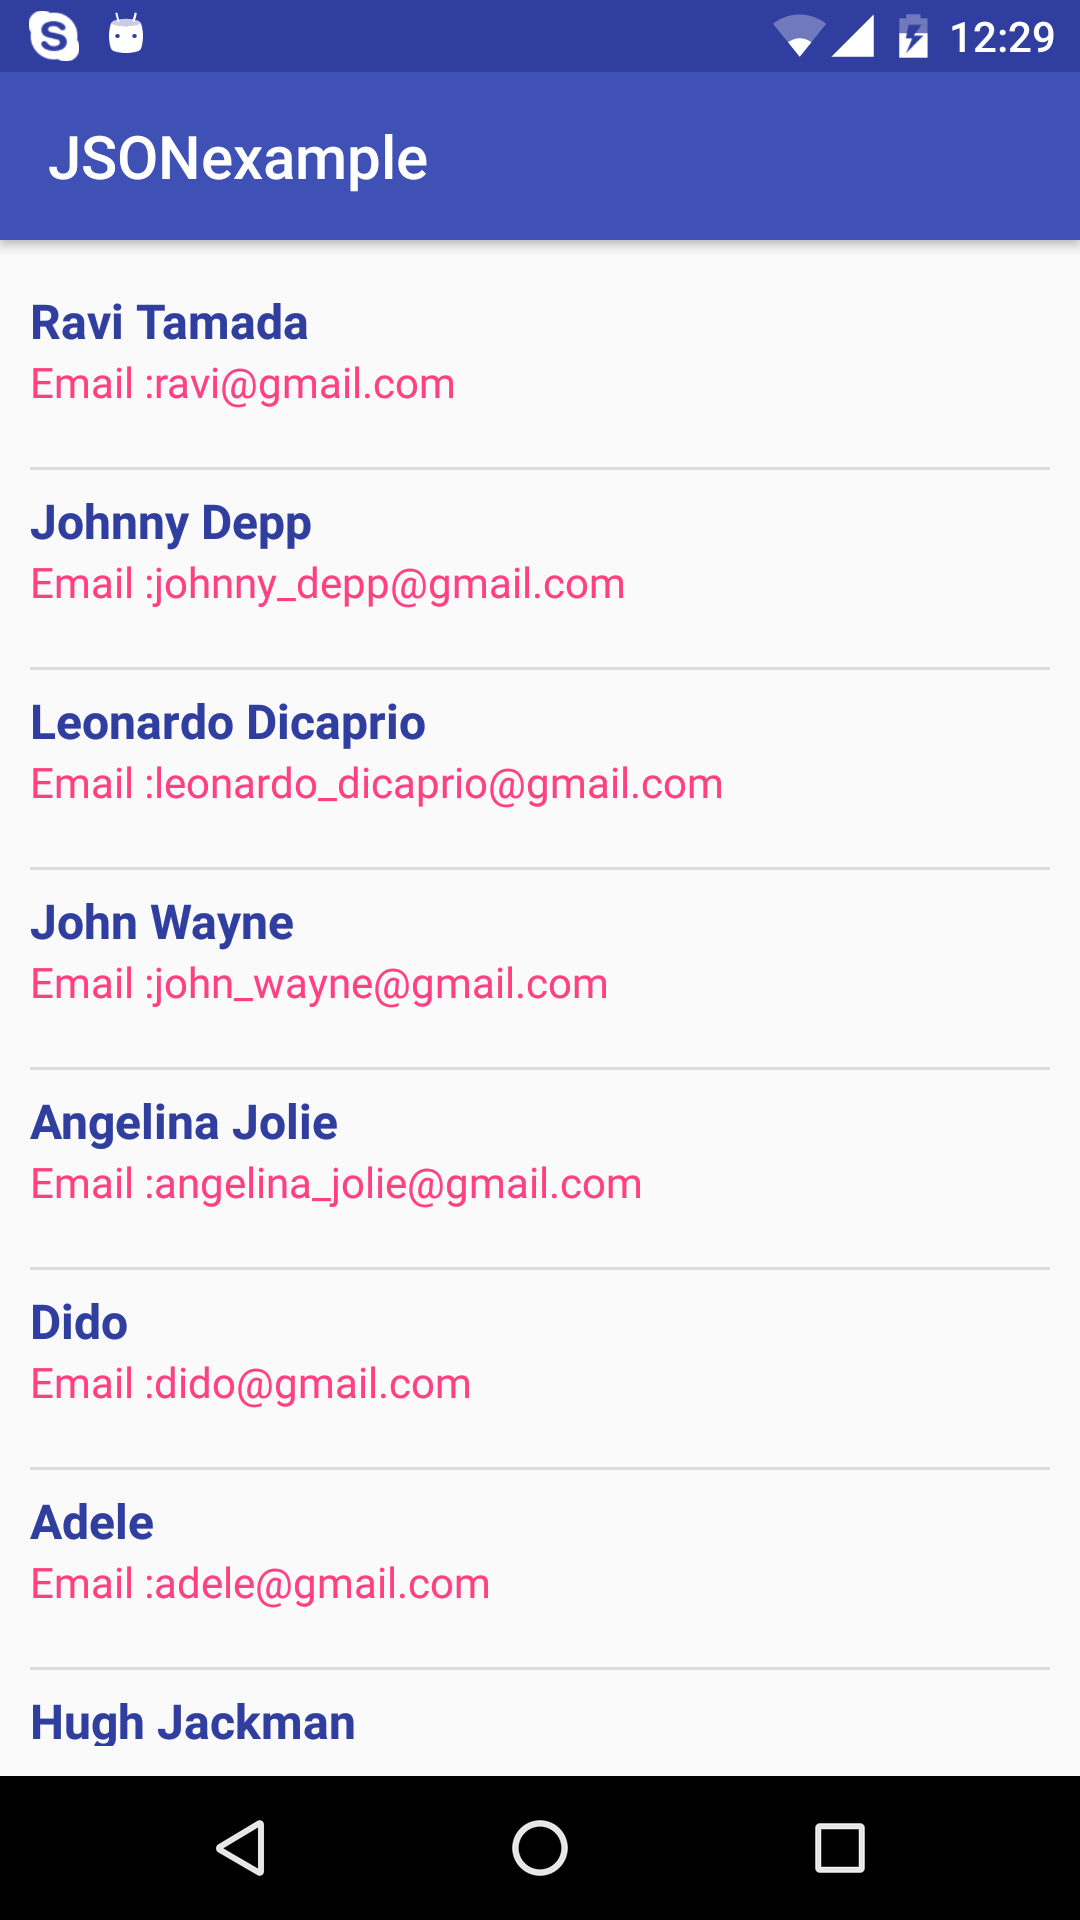 12:29
JSONexample
Ravi Tamada
Email :ravi@gmail.com
Johnny Depp
Email :johnny_depp@gmail.com
Leonardo Dicaprio
Email :leonardo_dicaprio@gmail.com
John Wayne
Email :john_wayne@gmail.com
Angelina Jolie
Email :angelina_jolie@gmail.com
Dido
Email :dido@gmail.com
Adele
Email :adele@gmail.com
Hugh Jackman